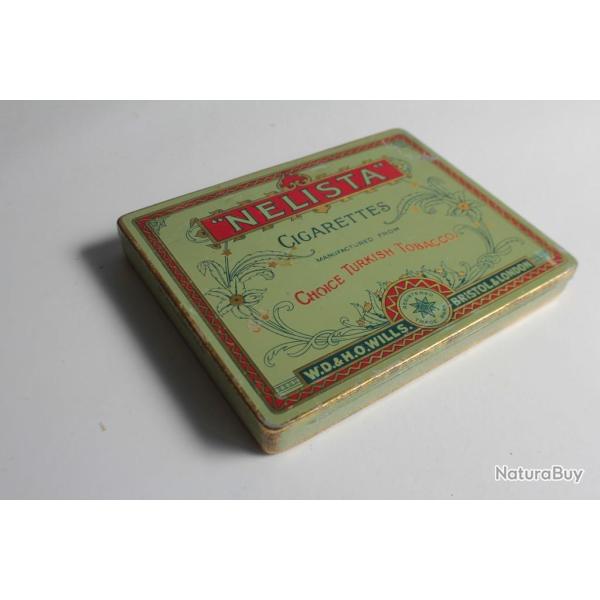 "NELISTA"
CIGARETTES
MANUFACTURED FROM
CHOICE TURKISH TOBACCO.
W.D.&H.O.WILLS. BRISTOL & LONDON
NaturaBuy